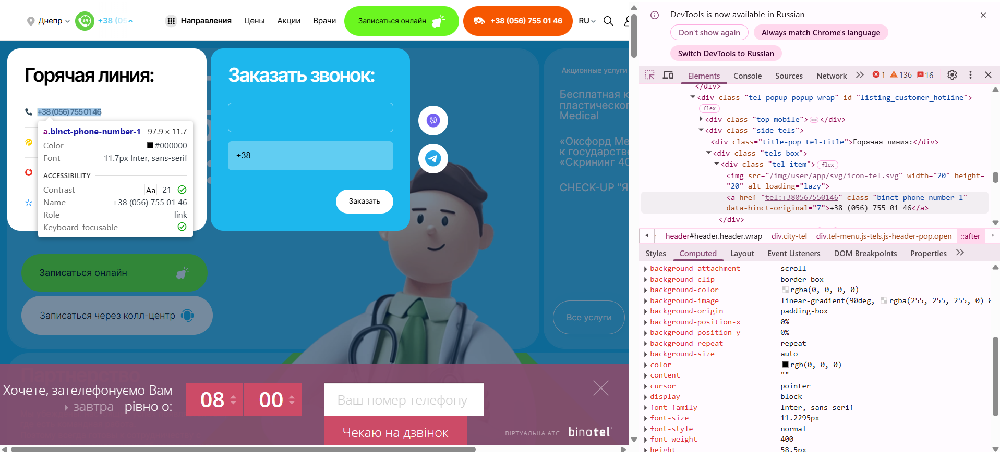 Днепр
24
+38 (05
Направления
Цены
Акции
Врачи
Записаться онлайн
+38 (056) 755 01 46
RU
Горячая линия:
+38 (056) 755 01 46
a.binct-phone-number-1 97.9 × 11.7
Color #000000
Font 11.7px Inter, sans-serif
ACCESSIBILITY
Contrast Aa 21
Name +38 (056) 755 01 46
Role link
Keyboard-focusable
Заказать звонок:
+38
Заказать
Акционные услуги
Бесплатная к
пластическог
Medical
«Оксфорд Ме
к государстве
«Скрининг 40
CHECK-UP "Я
Все услуги
Записаться онлайн
Записаться через колл-центр
Партнерство
Хочете, зателефонуємо Вам
завтра рівно о:
08 00
Ваш номер телефону
Чекаю на дзвінок
ВІРТУАЛЬНА АТС binotel
DevTools is now available in Russian
Don't show again
Always match Chrome's language
Switch DevTools to Russian
Elements Console Sources Network 1 136 16
</div>
<div class="tel-popup popup wrap" id="listing_customer_hotline">
flex
<div class="top mobile"> </div>
<div class="side tels">
<div class="title-pop tel-title">Горячая линия:</div>
<div class="tels-box">
<div class="tel-item"> flex
<img src="/img/user/app/svg/icon-tel.svg" width="20" height=
"20" alt loading="lazy">
<a href="tel:+380567550146" class="binct-phone-number-1"
data-binct-original="7">+38 (056) 755 01 46</a>
</div>
r header#header.header.wrap div.city-tel div.tel-menu.js-tels.js-header-pop.open ::after
Styles Computed Layout Event Listeners DOM Breakpoints Properties
background-attachment scroll
background-clip border-box
background-color rgba(0, 0, 0, 0)
background-image linear-gradient(90deg, rgba(255, 255, 255, 0) 0
background-origin padding-box
background-position-x 0%
background-position-y 0%
background-repeat repeat
background-size auto
color rgb(0, 0, 0)
content ""
cursor pointer
display block
font-family Inter, sans-serif
font-size 11.2295px
font-style normal
font-weight 400
height 58.5px